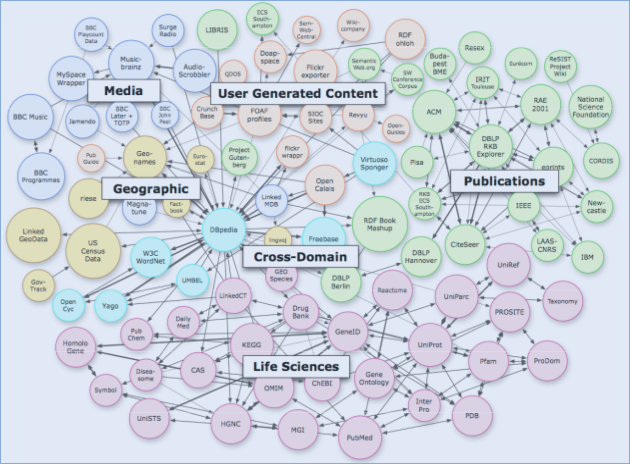 BBC
Playcount
Data
Surge
Radio
LIBRIS
ECS
South-
ampton
Sem-
Web-
Central
Wiki-
company
RDF
ohloh
Resex
Music-
brainz
Audio-
Scrobbler
Doap-
space
Flickr
exporter
Semantic
Web.org
Buda-
pest
BME
IRIT
Toulouse
Eurécom
ReSIST
Project
Wiki
MySpace
Wrapper
QDOS
SW
Conference
Corpus
Media
User Generated Content
RAE
2001
National
Science
Foundation
BBC Music
Jamendo
BBC
Later +
TOTP
BBC
John
Peel
Crunch
Base
FOAF
profiles
SIOC
Sites
Revyu
Open-
Guides
ACM
DBLP
RKB
Explorer
Pub
Guide
Geo-
names
Euro-
stat
Project
Guten-
berg
flickr
wrappr
Virtuoso
Sponger
Pisa
eprints
CORDIS
BBC
Programmes
Geographic
Open
Calais
Publications
riese
Magna-
tune
Fact-
book
Linked
MDB
RKB
ECS
South-
ampton
IEEE
New-
castle
Linked
GeoData
US
Census
Data
W3C
WordNet
DBpedia
lingvoj
Freebase
RDF Book
Mashup
CiteSeer
LAAS-
CNRS
IBM
Cross-Domain
DBLP
Hannover
Gov-
Track
Open
Cyc
Yago
UMBEL
GEO
Species
DBLP
Berlin
UniRef
LinkedCT
Reactome
UniParc
Taxonomy
Drug
Bank
PROSITE
Daily
Med
Pub
Chem
GeneID
Homolo
Gene
KEGG
UniProt
Life Sciences
Pfam
ProDom
Disea-
some
CAS
ChEBI
Gene
Ontology
Symbol
OMIM
Inter
Pro
UniSTS
HGNC
MGI
PubMed
PDB